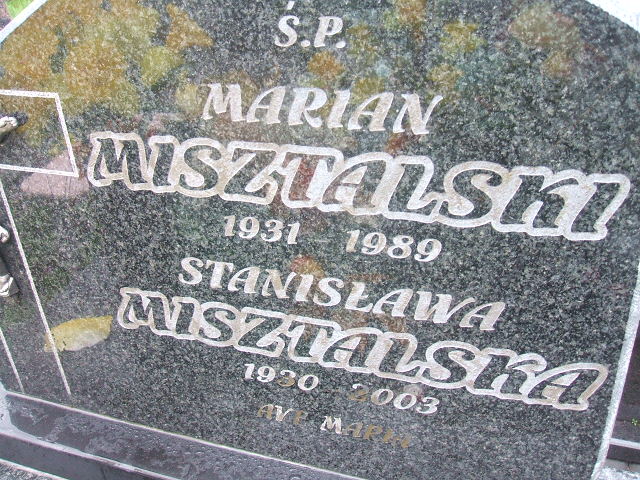 Ś.P.
MARIAN
MISZTALSKI
1931 - 1989
STANISŁAWA
MISZTALSKA
1930 - 2003
AVE MARIA